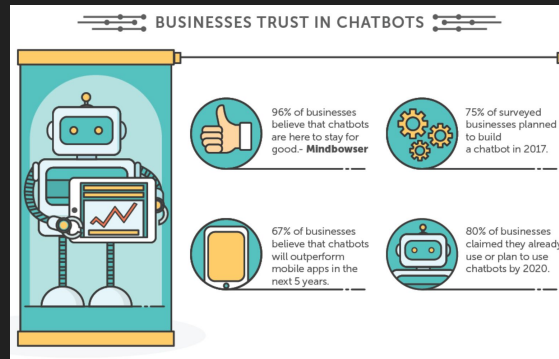 BUSINESSES TRUST IN CHATBOTS
96% of businesses
believe that chatbots
are here to stay for
good.- Mindbowser
75% of surveyed
businesses planned
to build
a chatbot in 2017.
67% of businesses
believe that chatbots
will outperform
mobile apps in the
next 5 years.
80% of businesses
claimed they already
use or plan to use
chatbots by 2020.